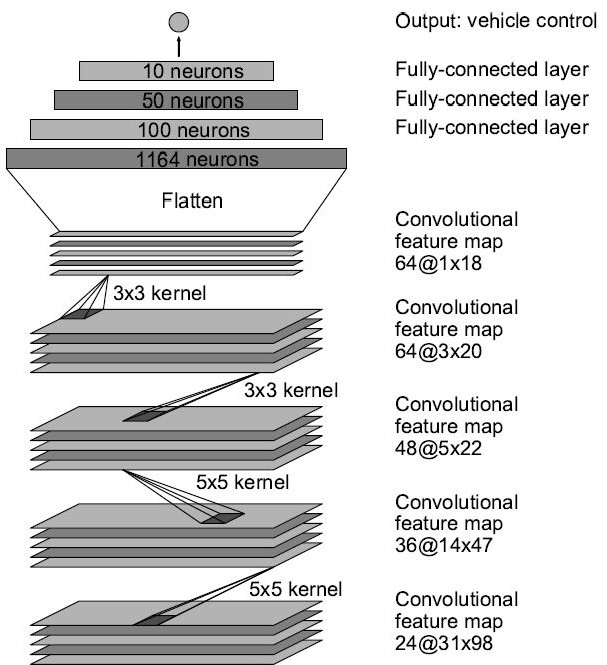 Output: vehicle control
10 neurons
Fully-connected layer
50 neurons
Fully-connected layer
100 neurons
Fully-connected layer
1164 neurons
Flatten
Convolutional
feature map
64@1x18
3x3 kernel
Convolutional
feature map
64@3x20
3x3 kernel
Convolutional
feature map
48@5x22
5x5 kernel
Convolutional
feature map
36@14x47
5x5 kernel
Convolutional
feature map
24@31x98